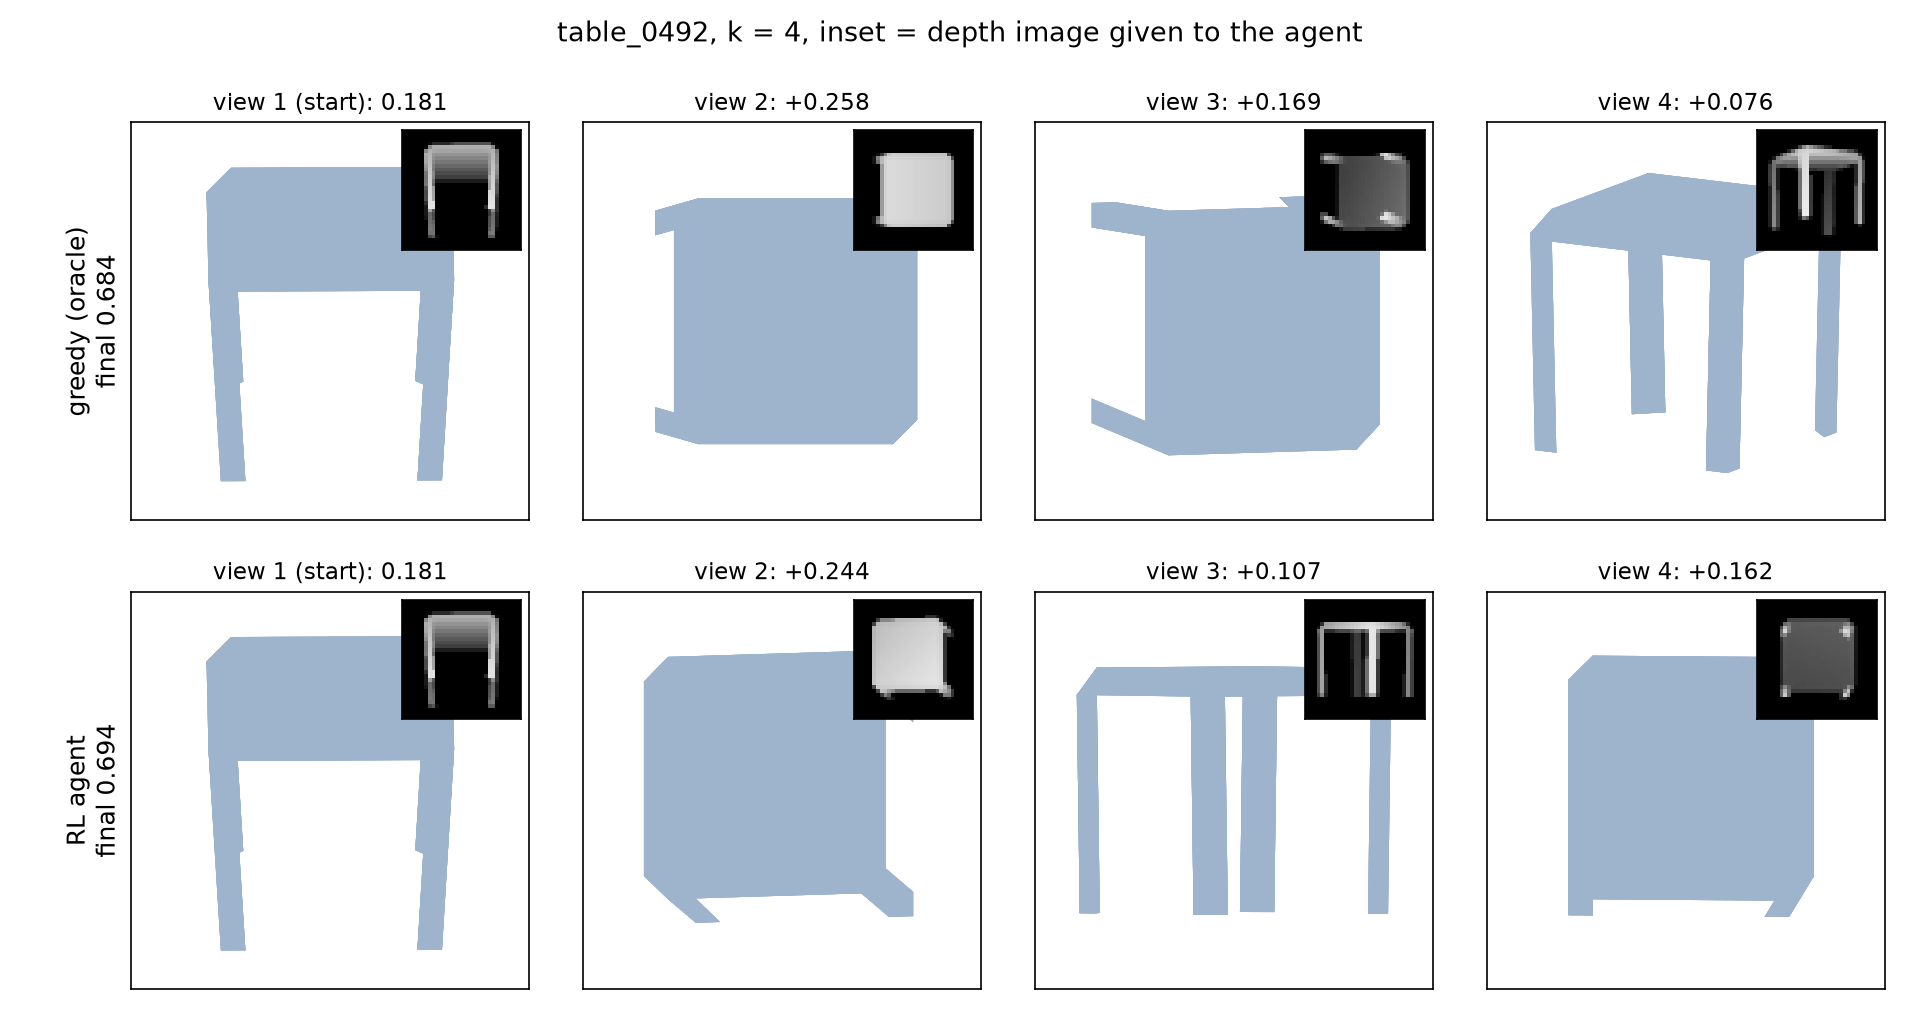 table_0492, k = 4, inset = depth image given to the agent
view 1 (start): 0.181
view 2: +0.258
view 3: +0.169
view 4: +0.076
greedy (oracle)
final 0.684
view 1 (start): 0.181
view 2: +0.244
view 3: +0.107
view 4: +0.162
RL agent
final 0.694